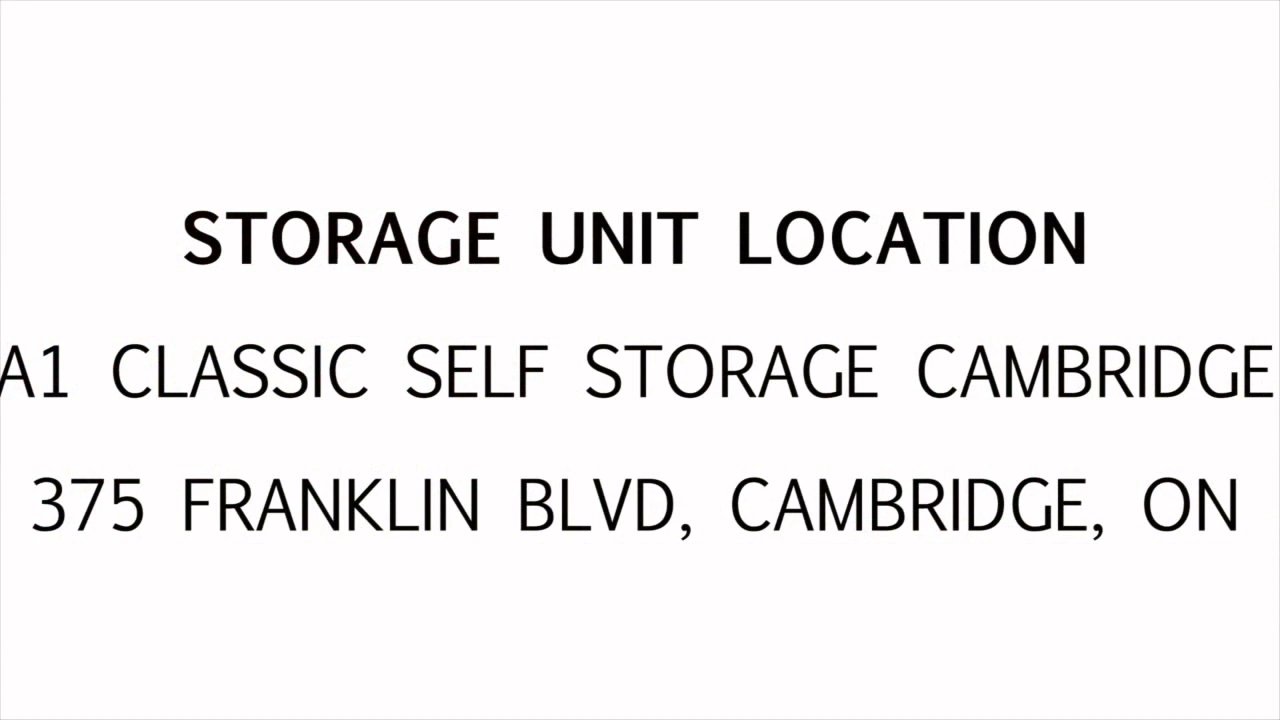 STORAGE UNIT LOCATION
A1 CLASSIC SELF STORAGE CAMBRIDGE
375 FRANKLIN BLVD, CAMBRIDGE, ON